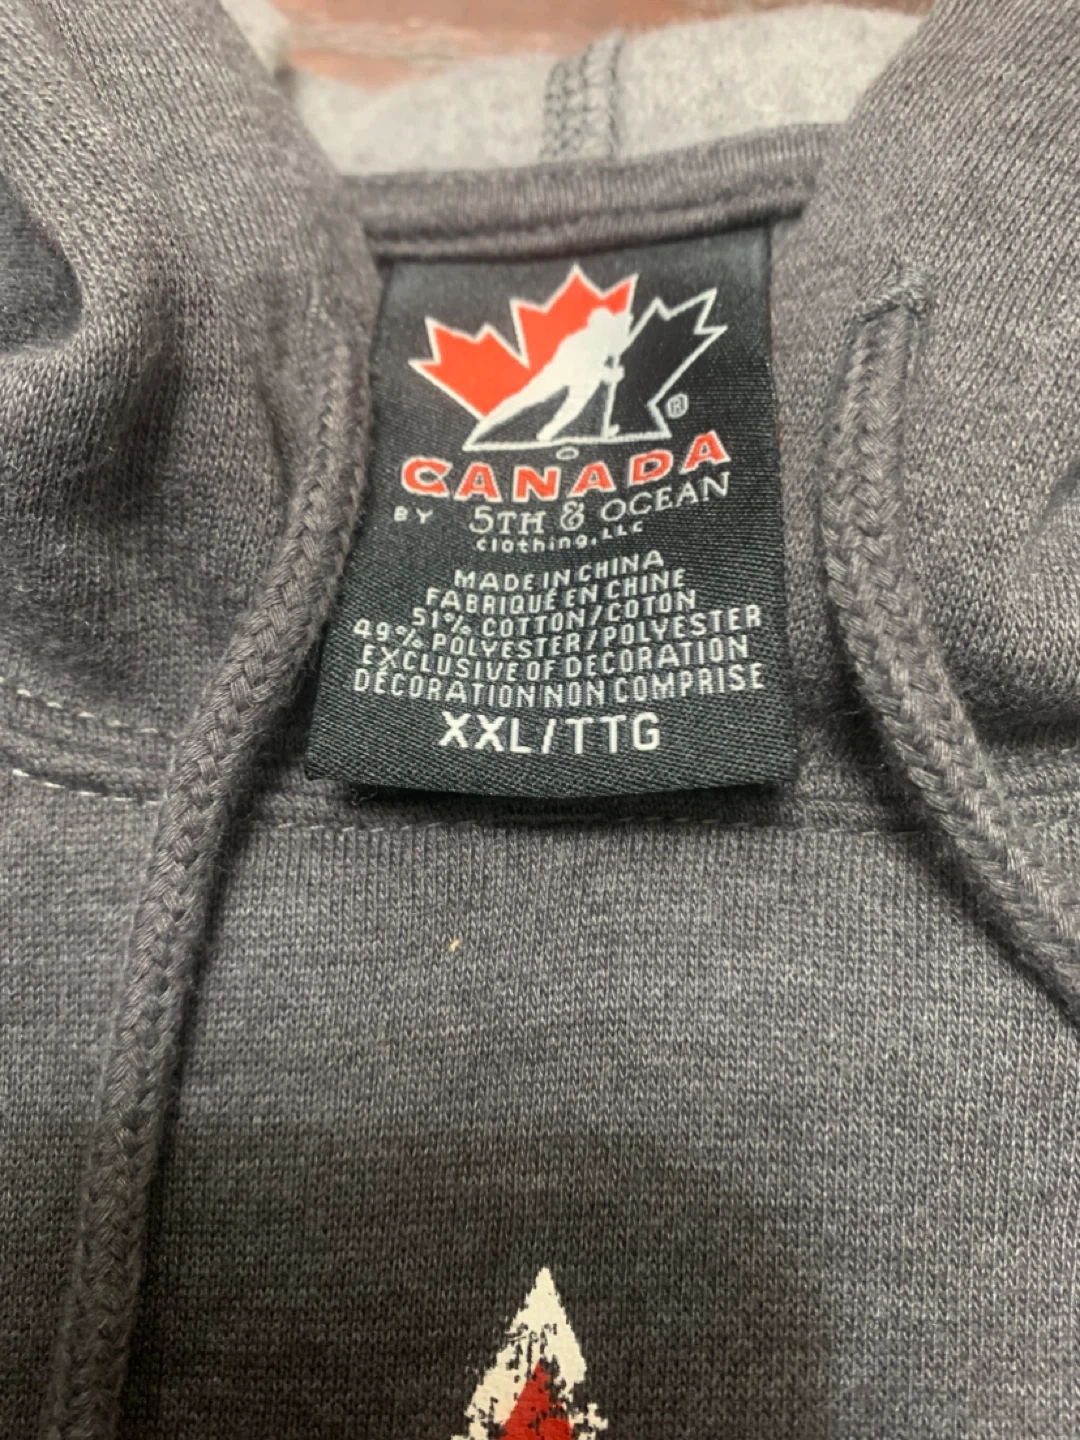 ®
CANADA
BY 5TH & OCEAN
clothing, LLC
MADE IN CHINA
FABRIQUÉ EN CHINE
51% COTTON/COTON
49% POLYESTER/POLYESTER
EXCLUSIVE OF DECORATION
DÉCORATION NON COMPRISE
XXL/TTG